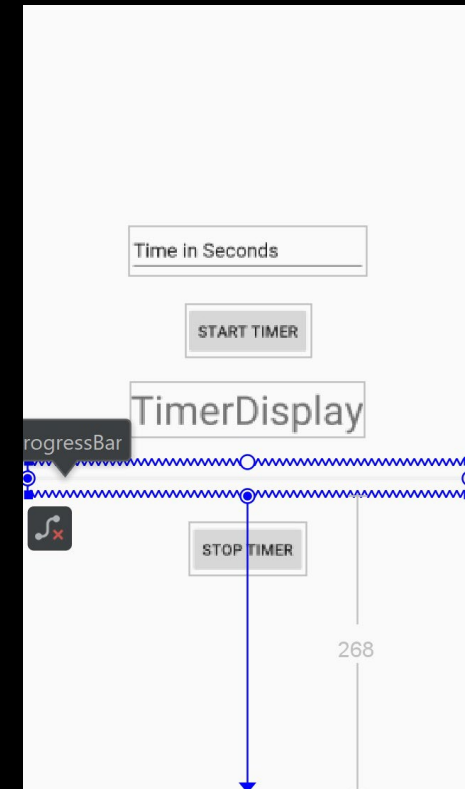 Time in Seconds
START TIMER
TimerDisplay
rogressBar
STOP TIMER
268